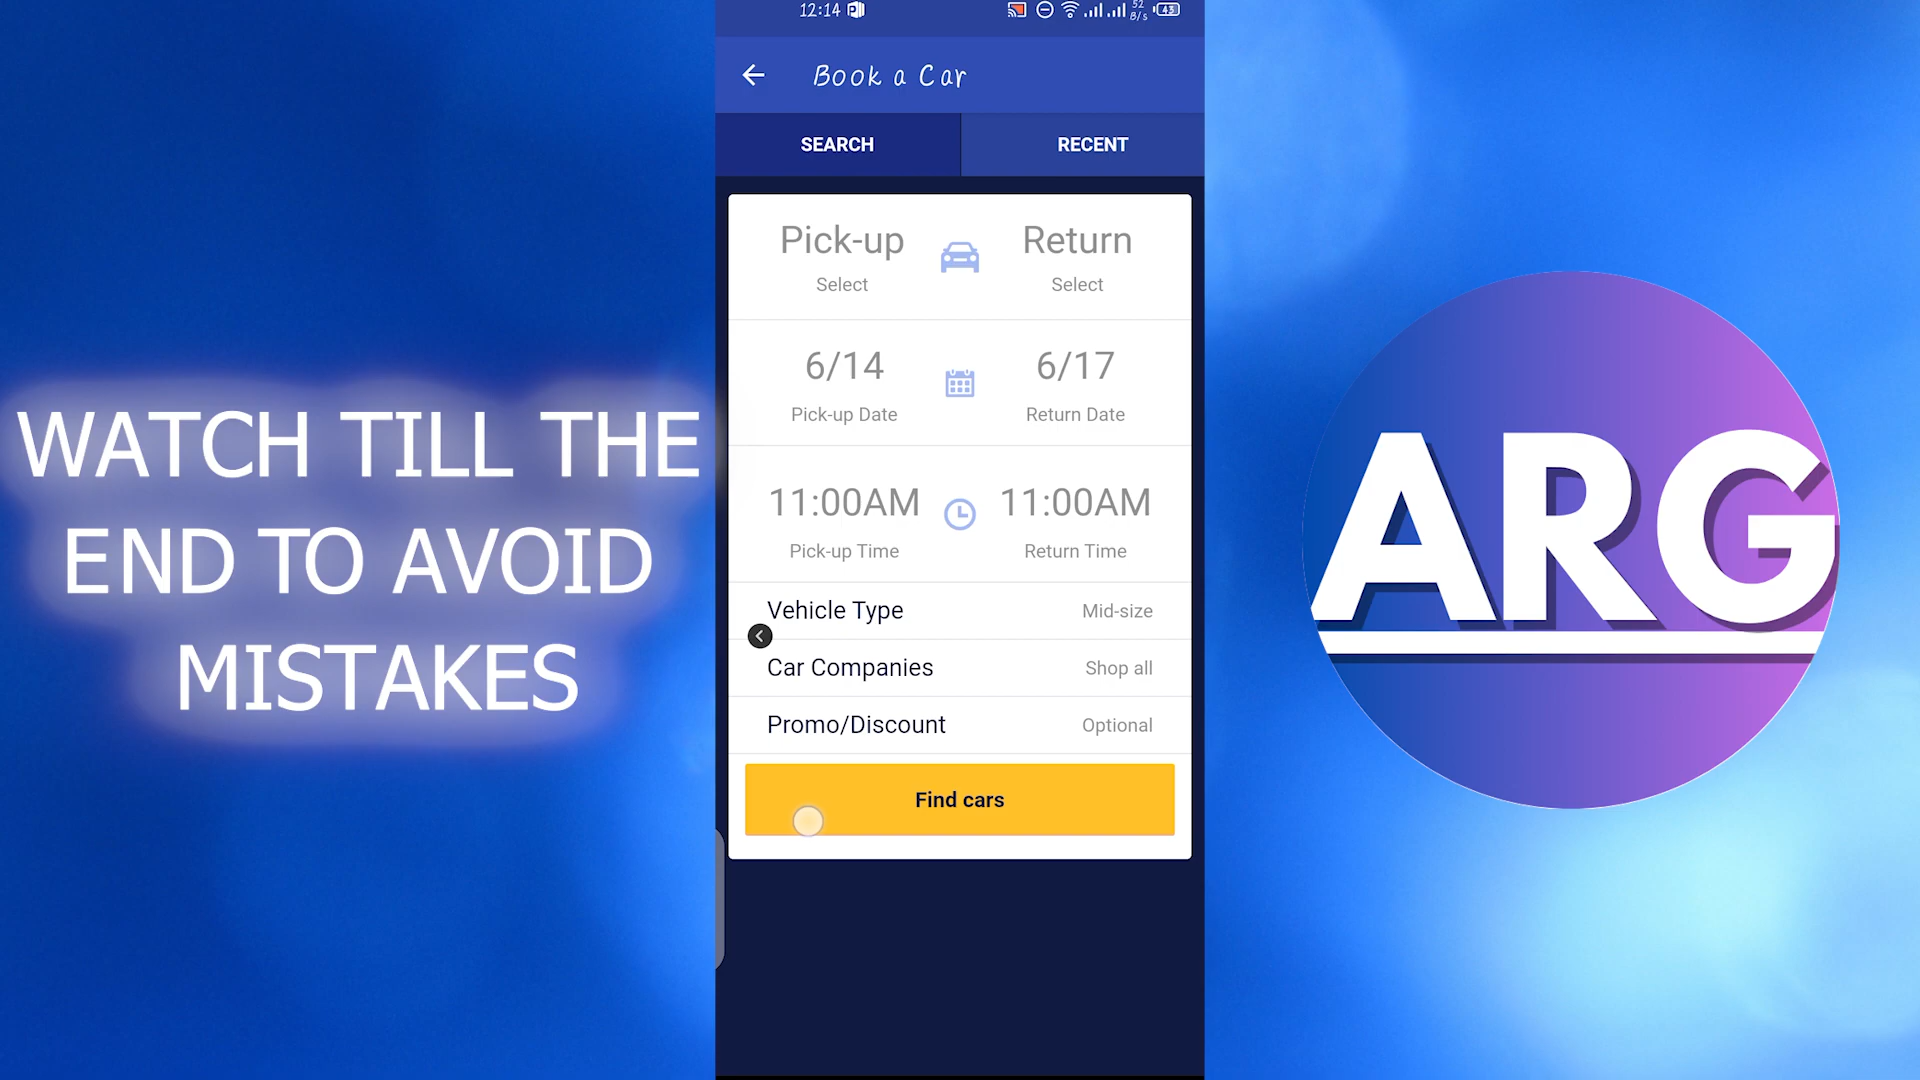 12:14
52
B/s
43
Book a Car
SEARCH
RECENT
Pick-up
Return
Select
Select
6/14
6/17
Pick-up Date
Return Date
11:00AM
11:00AM
Pick-up Time
Return Time
Vehicle Type
Mid-size
Car Companies
Shop all
Promo/Discount
Optional
Find cars
WATCH TILL THE
END TO AVOID
MISTAKES
ARG